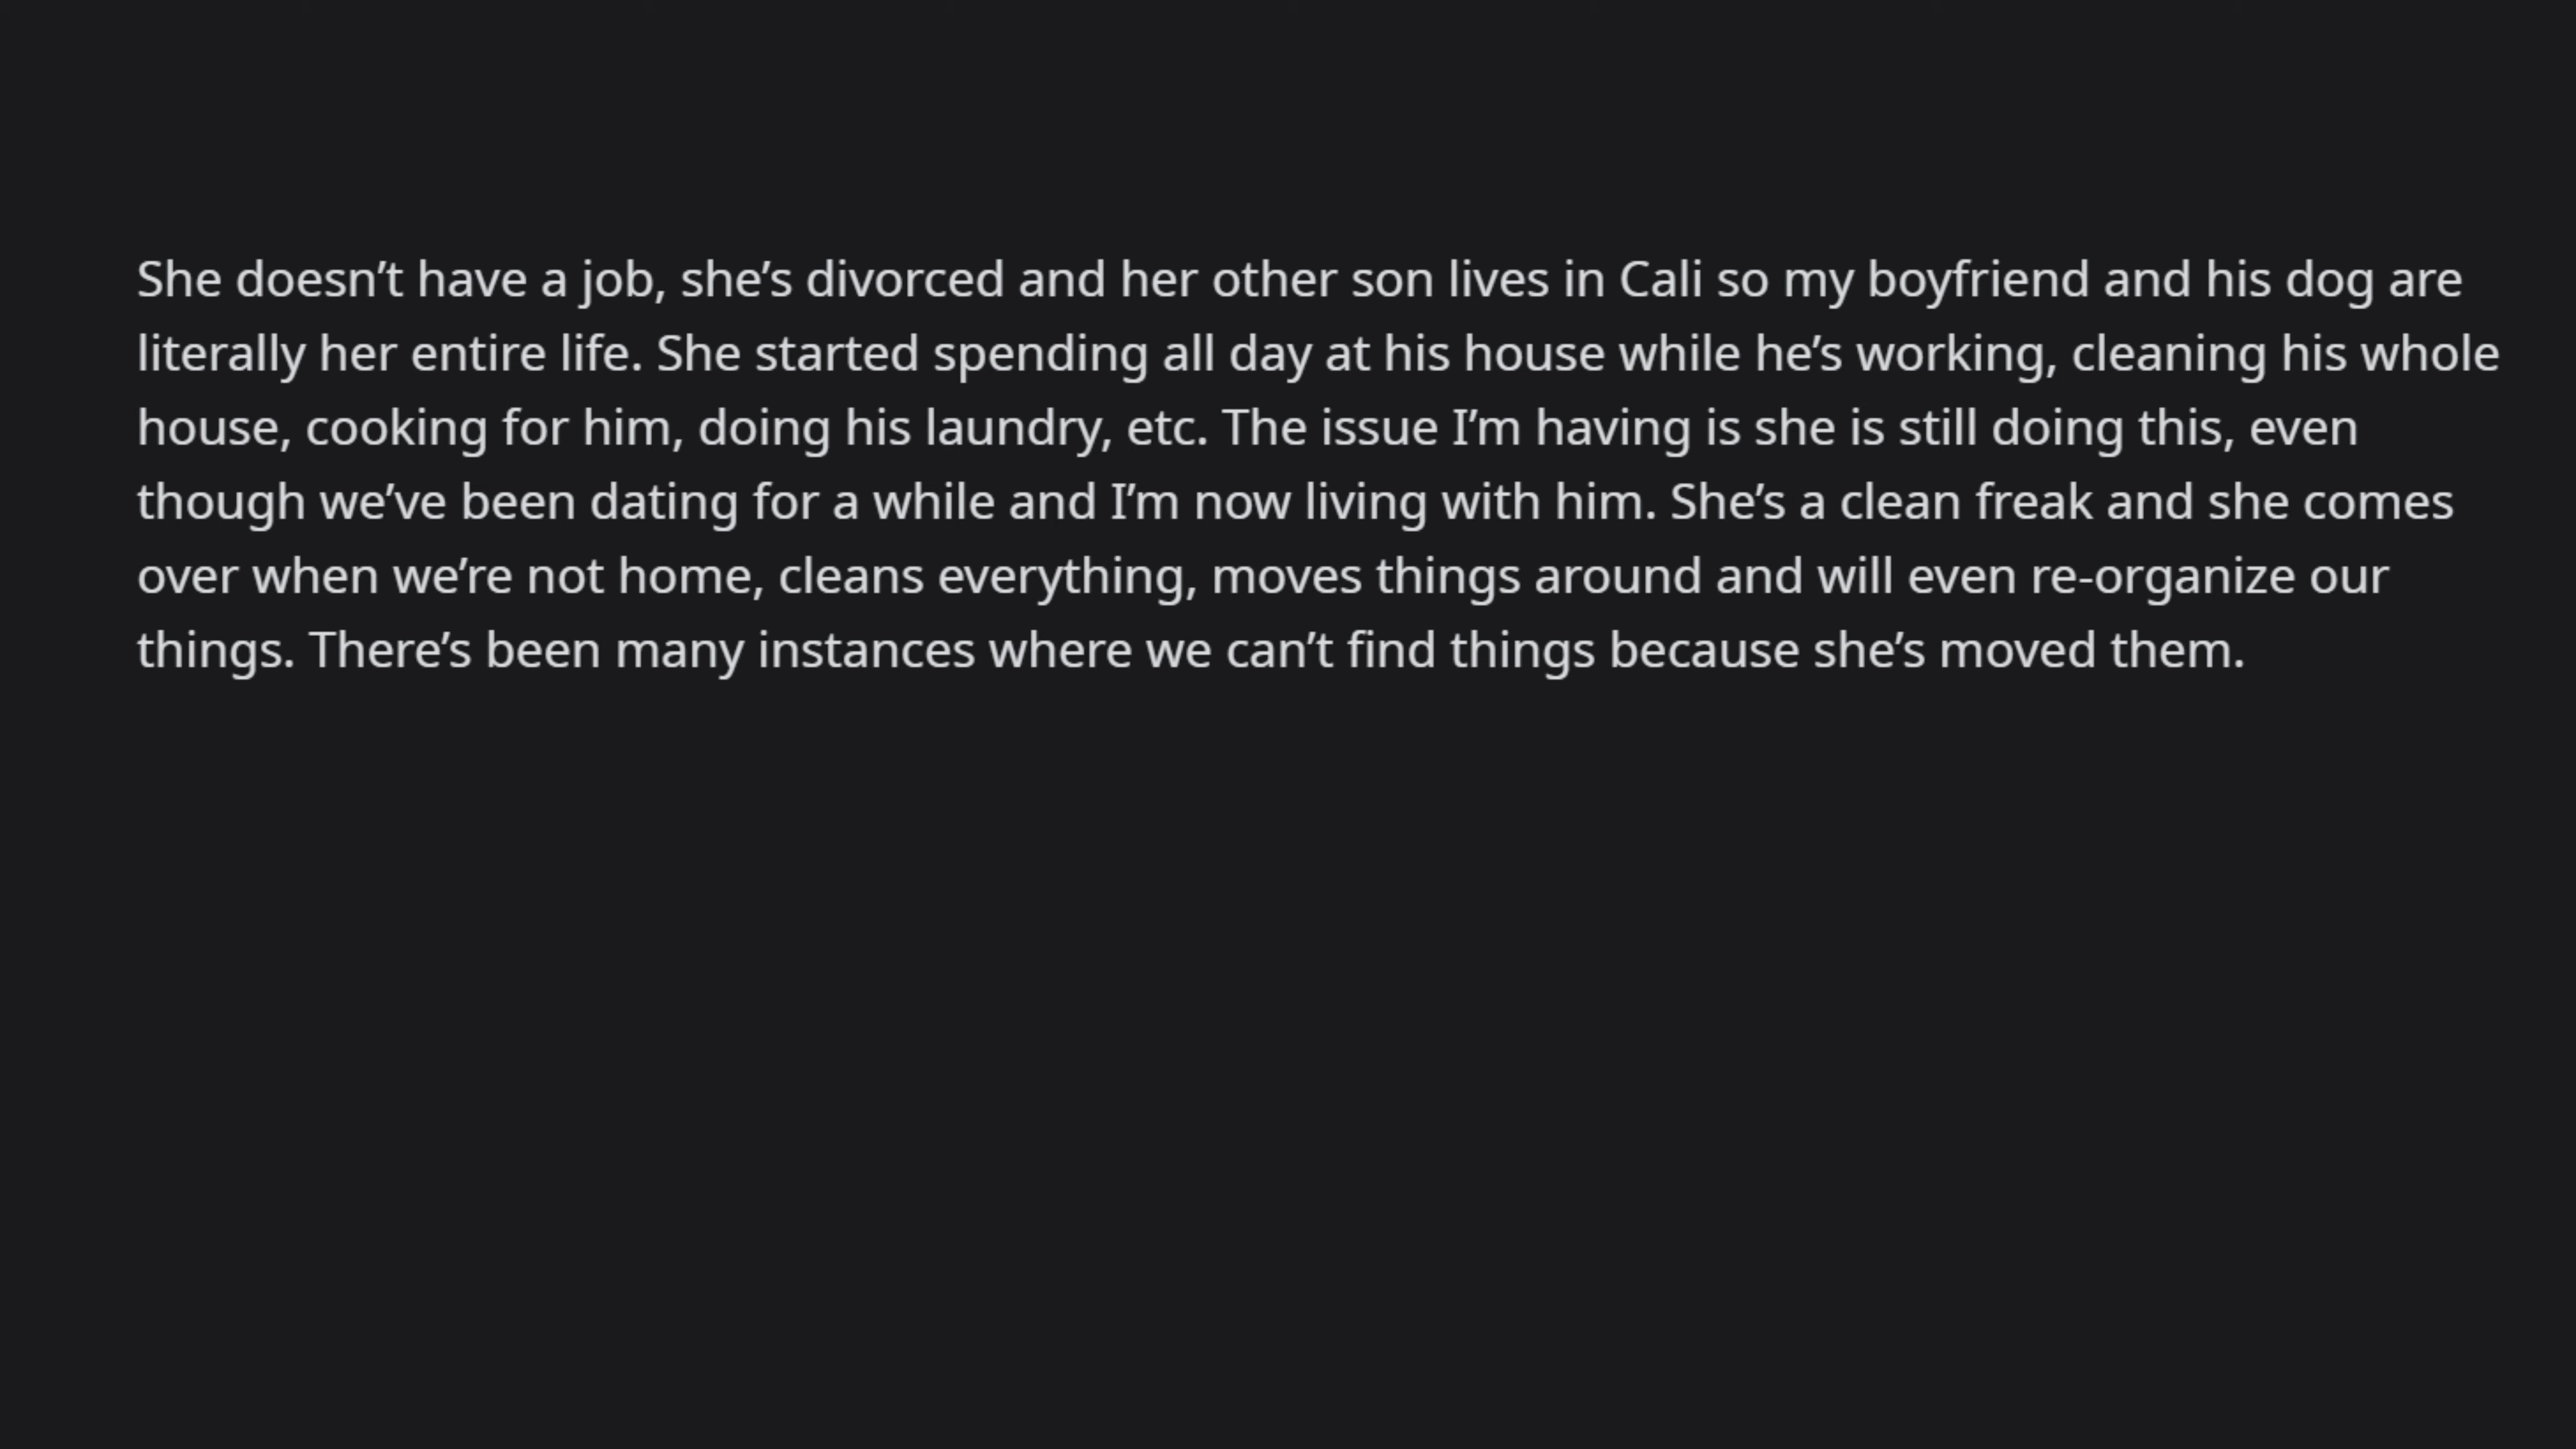 She doesn’t have a job, she’s divorced and her other son lives in Cali so my boyfriend and his dog are
literally her entire life. She started spending all day at his house while he’s working, cleaning his whole
house, cooking for him, doing his laundry, etc. The issue I’m having is she is still doing this, even
though we’ve been dating for a while and I’m now living with him. She’s a clean freak and she comes
over when we’re not home, cleans everything, moves things around and will even re-organize our
things. There’s been many instances where we can’t find things because she’s moved them.